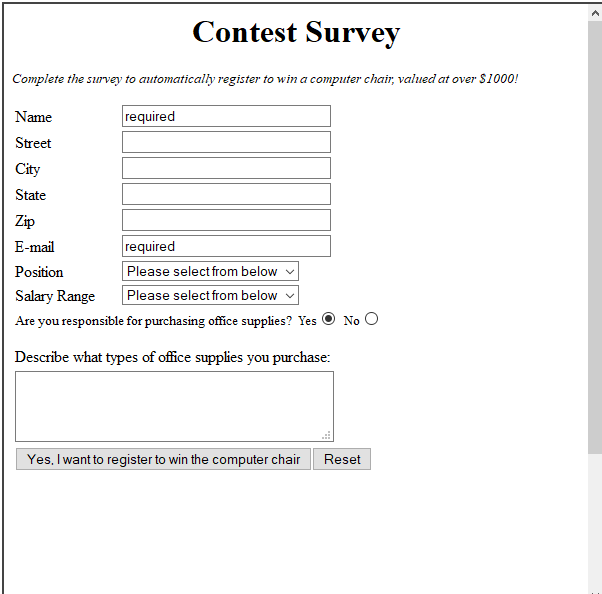 Contest Survey
Complete the survey to automatically register to win a computer chair, valued at over $1000!
Name required
Street
City
State
Zip
E-mail required
Position Please select from below
Salary Range Please select from below
Are you responsible for purchasing office supplies? Yes No
Describe what types of office supplies you purchase:
Yes, I want to register to win the computer chair Reset